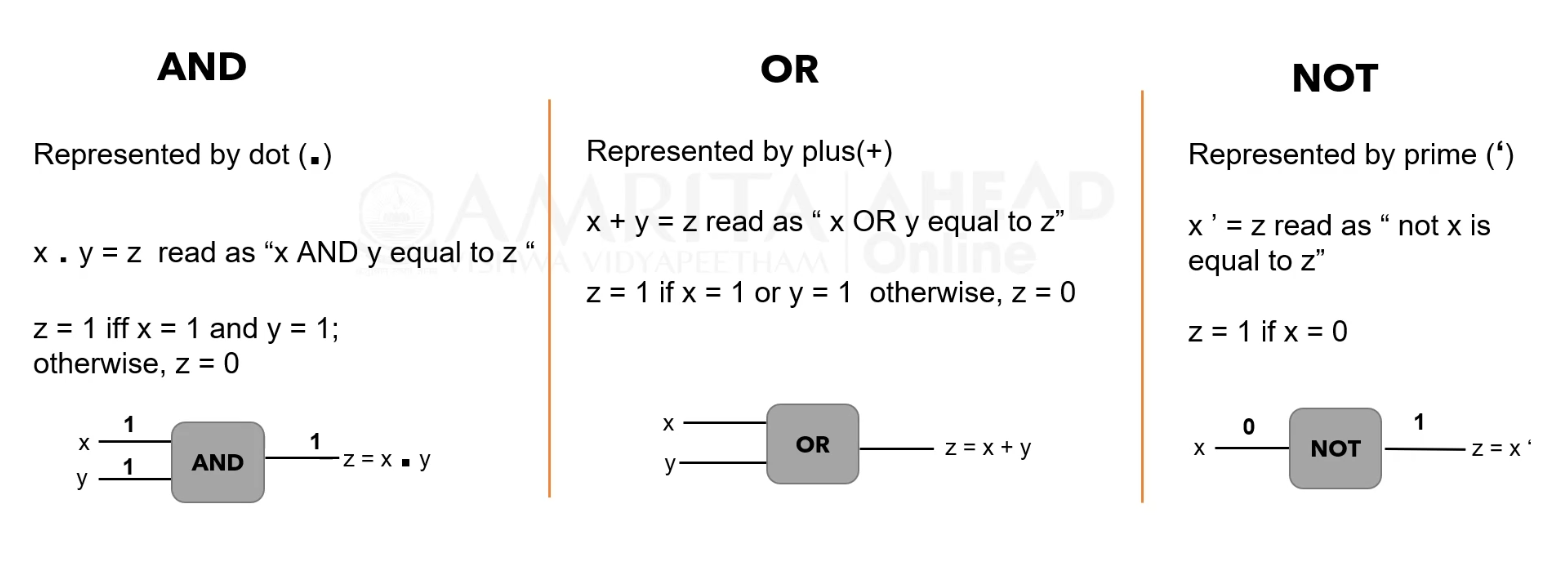 AND
Represented by dot (.)
x . y = z read as “x AND y equal to z “
z = 1 iff x = 1 and y = 1;
otherwise, z = 0
1
x
1
y
AND
1
z = x . y
OR
Represented by plus(+)
x + y = z read as “ x OR y equal to z”
z = 1 if x = 1 or y = 1 otherwise, z = 0
x
y
OR
z = x + y
NOT
Represented by prime (‘)
x ’ = z read as “ not x is
equal to z”
z = 1 if x = 0
0
x
NOT
1
z = x ‘
AMRITA
VISHWA VIDYAPEETHAM
AHEAD
Online